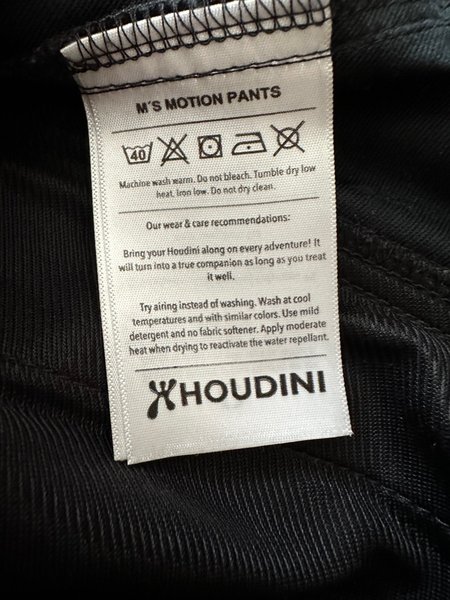 M'S MOTION PANTS
40
Machine wash warm. Do not bleach. Tumble dry low
heat. Iron low. Do not dry clean.
Our wear & care recommendations:
Bring your Houdini along on every adventure! It
will turn into a true companion as long as you treat
it well.
Try airing instead of washing. Wash at cool
temperatures and with similar colors. Use mild
detergent and no fabric softener. Apply moderate
heat when drying to reactivate the water repellant.
HOUDINI